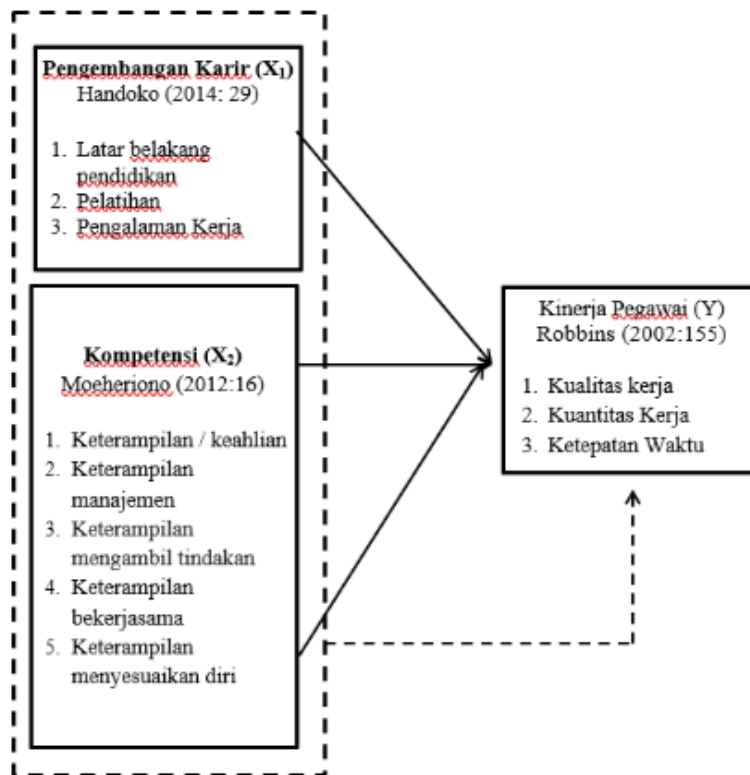 Pengembangan Karir (X₁)
Handoko (2014: 29)
1. Latar belakang
pendidikan
2. Pelatihan
3. Pengalaman Kerja
Kompetensi (X₂)
Moeheriono (2012:16)
1. Keterampilan / keahlian
2. Keterampilan
manajemen
3. Keterampilan
mengambil tindakan
4. Keterampilan
bekerjasama
5. Keterampilan
menyesuaikan diri
Kinerja Pegawai (Y)
Robbins (2002:155)
1. Kualitas kerja
2. Kuantitas Kerja
3. Ketepatan Waktu